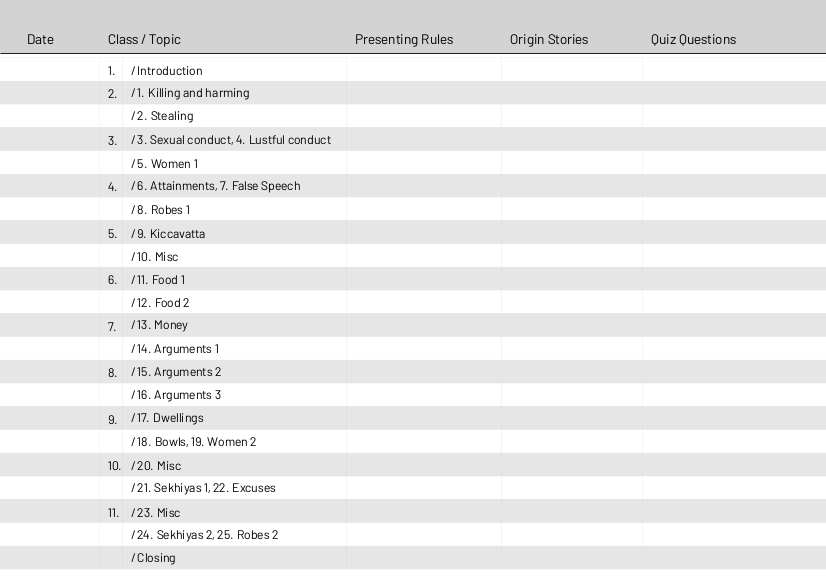 Date Class / Topic Presenting Rules Origin Stories Quiz Questions
1. / Introduction
2. / 1. Killing and harming
/ 2. Stealing
3. / 3. Sexual conduct, 4. Lustful conduct
/ 5. Women 1
4. / 6. Attainments, 7. False Speech
/ 8. Robes 1
5. / 9. Kiccavatta
/ 10. Misc
6. / 11. Food 1
/ 12. Food 2
7. / 13. Money
/ 14. Arguments 1
8. / 15. Arguments 2
/ 16. Arguments 3
9. / 17. Dwellings
/ 18. Bowls, 19. Women 2
10. / 20. Misc
/ 21. Sekhiyas 1, 22. Excuses
11. / 23. Misc
/ 24. Sekhiyas 2, 25. Robes 2
/ Closing